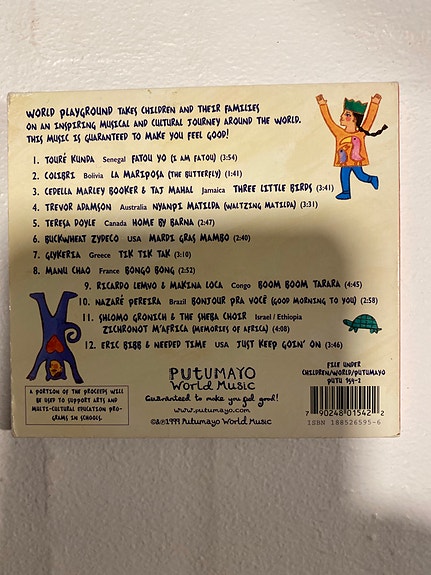 WORLD PLAYGROUND TAKES CHILDREN AND THEIR FAMILIES
ON AN INSPIRING MUSICAL AND CULTURAL JOURNEY AROUND THE WORLD.
THIS MUSIC IS GUARANTEED TO MAKE YOU FEEL GOOD!
1. TOURÉ KUNDA Senegal FATOU YO (I AM FATOU) (3:54)
2. COLIBRÍ Bolivia LA MARIPOSA (THE BUTTERFLY) (1:41)
3. CEDELLA MARLEY BOOKER & TAJ MAHAL Jamaica THREE LITTLE BIRDS (3:41)
4. TREVOR ADAMSON Australia NYANPI MATILDA (WALTZING MATILDA) (3:31)
5. TERESA DOYLE Canada HOME BY BARNA (2:47)
6. BUCKWHEAT ZYDECO USA MARDI GRAS MAMBO (2:40)
7. GLYKERIA Greece TIK TIK TAK (3:10)
8. MANU CHAO France BONGO BONG (2:52)
9. RICARDO LEMVO & MAKINA LOCA Congo BOOM BOOM TARARA (4:45)
10. NAZARÉ PEREIRA Brazil BONJOUR PRA VOCÊ (GOOD MORNING TO YOU) (2:58)
11. SHLOMO GRONICH & THE SHEBA CHOIR Israel / Ethiopia
ZICHRONOT M'AFRICA (MEMORIES OF AFRICA) (4:08)
12. ERIC BIBB & NEEDED TIME USA JUST KEEP GOIN' ON (3:46)
A PORTION OF THE PROCEEDS WILL
BE USED TO SUPPORT ARTS AND
MULTI-CULTURAL EDUCATION PRO-
GRAMS IN SCHOOLS.
PUTUMAYO
World Music
Guaranteed to make you feel good!
www.putumayo.com
©&℗1999 Putumayo World Music
FILE UNDER
CHILDREN/WORLD/PUTUMAYO
PUTU 154-2
7 90248 01542 2
ISBN 188526595-6